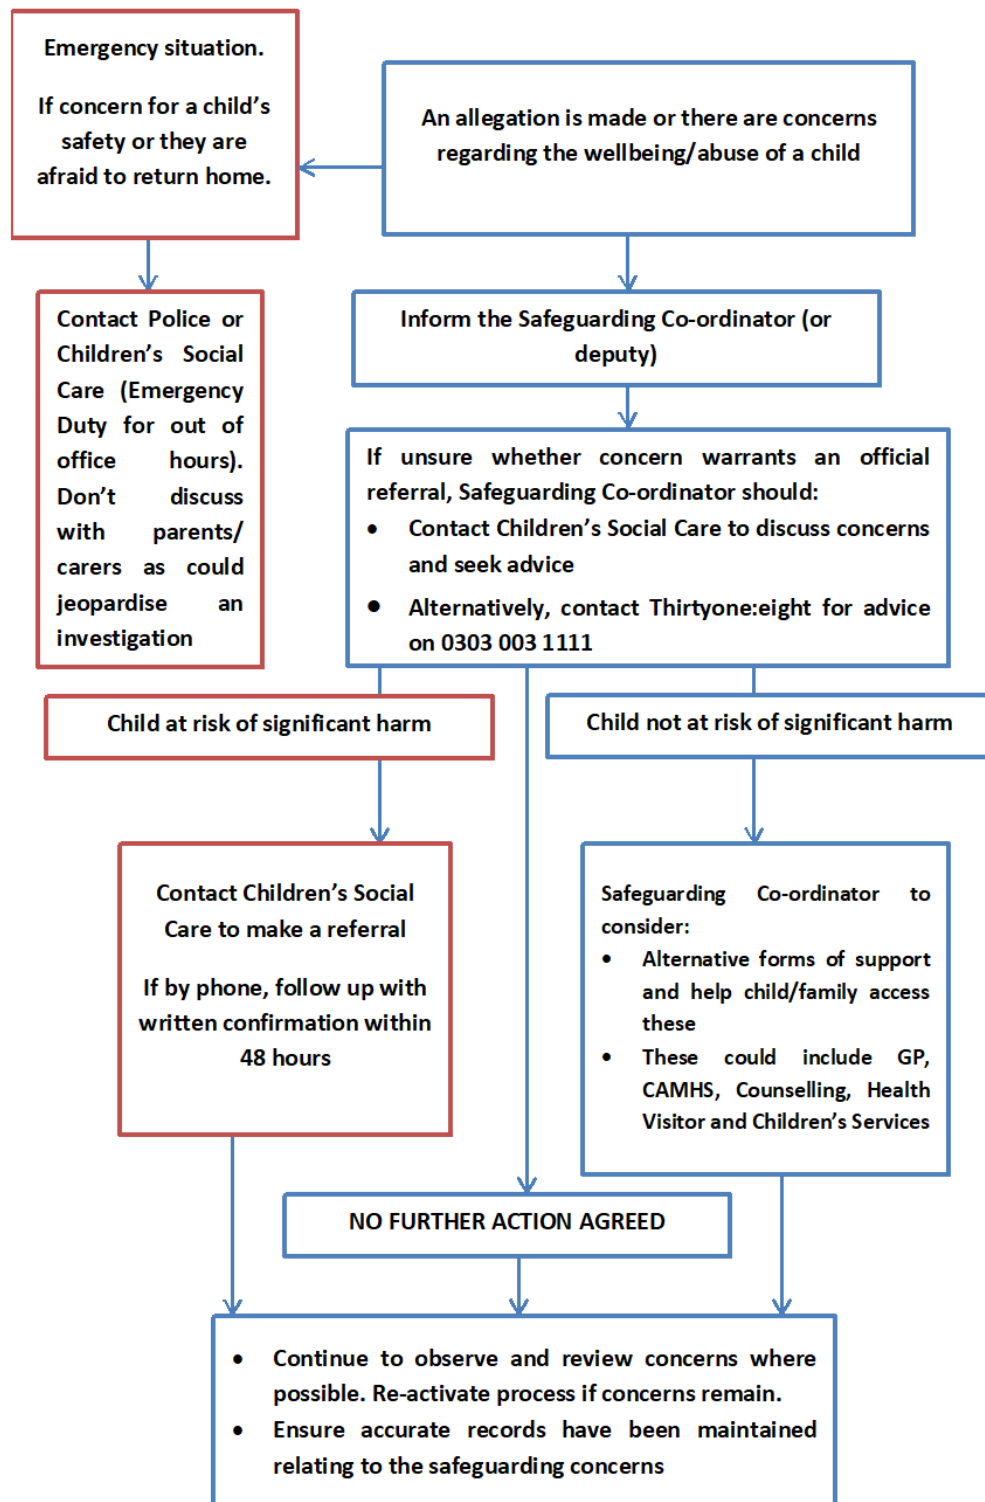 Emergency situation.
If concern for a child's
safety or they are
afraid to return home.
An allegation is made or there are concerns
regarding the wellbeing/abuse of a child
Contact Police or
Children's Social
Care (Emergency
Duty for out of
office hours).
Don't discuss
with parents/
carers as could
jeopardise an
investigation
Inform the Safeguarding Co-ordinator (or
deputy)
If unsure whether concern warrants an official
referral, Safeguarding Co-ordinator should:
• Contact Children's Social Care to discuss concerns
and seek advice
• Alternatively, contact Thirtyone:eight for advice
on 0303 003 1111
Child at risk of significant harm
Child not at risk of significant harm
Contact Children's Social
Care to make a referral
If by phone, follow up with
written confirmation within
48 hours
Safeguarding Co-ordinator to
consider:
• Alternative forms of support
and help child/family access
these
• These could include GP,
CAMHS, Counselling, Health
Visitor and Children's Services
NO FURTHER ACTION AGREED
• Continue to observe and review concerns where
possible. Re-activate process if concerns remain.
• Ensure accurate records have been maintained
relating to the safeguarding concerns